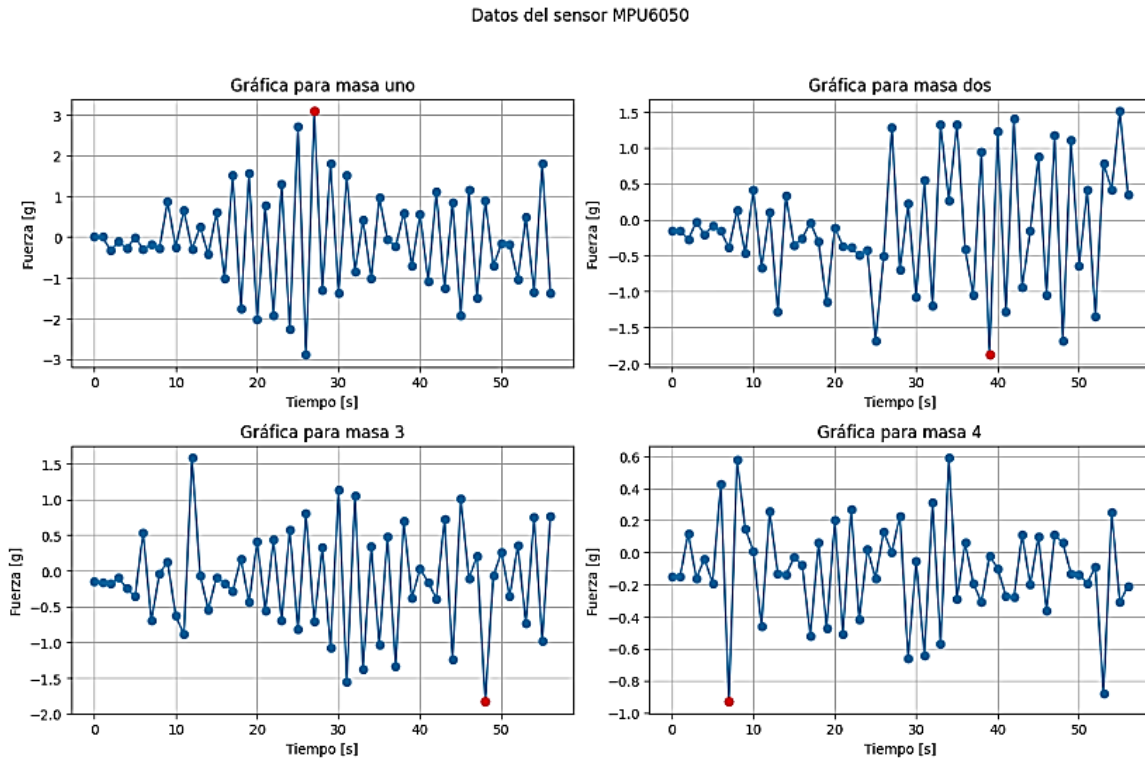 Datos del sensor MPU6050
Gráfica para masa uno
3
2
1
0
−1
−2
−3
Fuerza [g]
0 10 20 30 40 50
Tiempo [s]
Gráfica para masa dos
1.5
1.0
0.5
0.0
−0.5
−1.0
−1.5
−2.0
Fuerza [g]
0 10 20 30 40 50
Tiempo [s]
Gráfica para masa 3
1.5
1.0
0.5
0.0
−0.5
−1.0
−1.5
−2.0
Fuerza [g]
0 10 20 30 40 50
Tiempo [s]
Gráfica para masa 4
0.6
0.4
0.2
0.0
−0.2
−0.4
−0.6
−0.8
−1.0
Fuerza [g]
0 10 20 30 40 50
Tiempo [s]